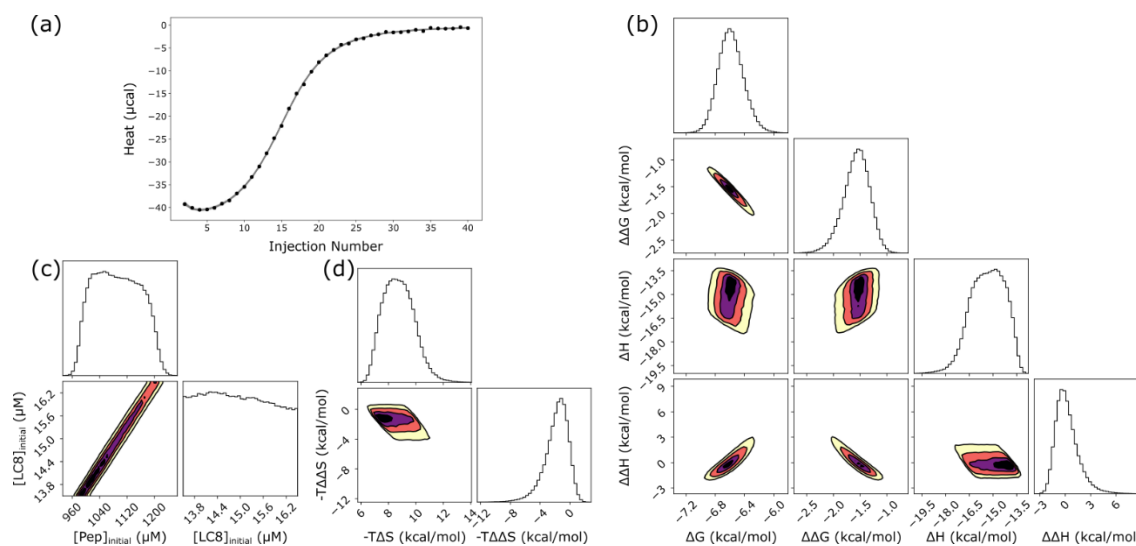 (a)
Heat (μcal)
0
−5
−10
−15
−20
−25
−30
−35
−40
5 10 15 20 25 30 35 40
Injection Number
(b)
ΔΔG (kcal/mol)
−1.0
−1.5
−2.0
−2.5
ΔH (kcal/mol)
−13.5
−15.0
−16.5
−18.0
−19.5
ΔΔH (kcal/mol)
9
6
3
0
−3
−7.2 −6.8 −6.4 −6.0
ΔG (kcal/mol)
−2.5 −2.0 −1.5 −1.0
ΔΔG (kcal/mol)
−19.5 −18.0 −16.5 −15.0 −13.5
ΔH (kcal/mol)
−3 0 3 6
ΔΔH (kcal/mol)
(c)
[LC8]initial (μM)
16.2
15.6
15.0
14.4
13.8
960 1040 1120 1200
[Pep]initial (μM)
13.8 14.4 15.0 15.6 16.2
[LC8]initial (μM)
(d)
-TΔΔS (kcal/mol)
0
−4
−8
−12
6 8 10 12 14
-TΔS (kcal/mol)
−12 −8 −4 0
-TΔΔS (kcal/mol)